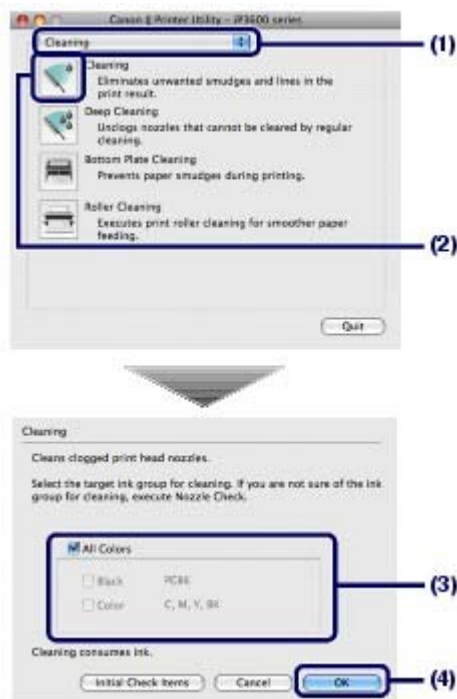 Canon IJ Printer Utility – iP3600 series
Cleaning
(1)
Cleaning
Eliminates unwanted smudges and lines in the
print result.
Deep Cleaning
Unclogs nozzles that cannot be cleared by regular
cleaning.
Bottom Plate Cleaning
Prevents paper smudges during printing.
Roller Cleaning
Executes print roller cleaning for smoother paper
feeding.
(2)
Quit
Cleaning
Cleans clogged print head nozzles.
Select the target ink group for cleaning. If you are not sure of the ink
group for cleaning, execute Nozzle Check.
All Colors
Black PGBK
Color C, M, Y, BK
(3)
Cleaning consumes ink.
Initial Check Items Cancel OK
(4)